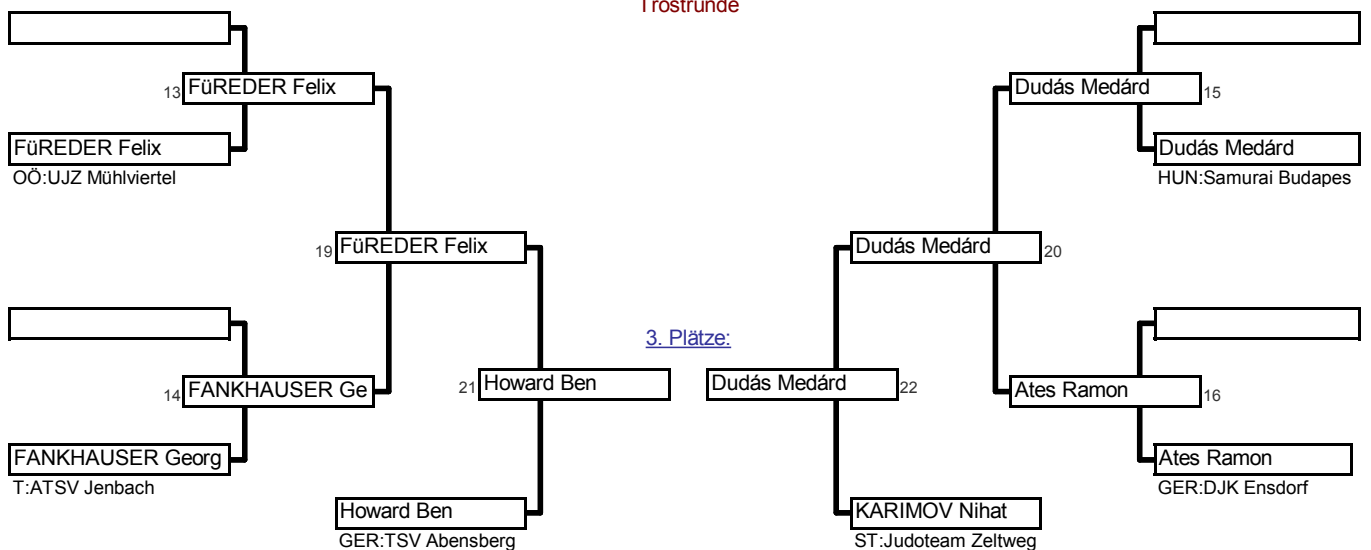 Trostrunde
13 FüREDER Felix
Dudás Medárd 15
FüREDER Felix
OÖ:UJZ Mühlviertel
Dudás Medárd
HUN:Samurai Budapes
19 FüREDER Felix
Dudás Medárd 20
3. Plätze:
14 FANKHAUSER Ge
21 Howard Ben
Dudás Medárd 22
Ates Ramon 16
FANKHAUSER Georg
T:ATSV Jenbach
Ates Ramon
GER:DJK Ensdorf
Howard Ben
GER:TSV Abensberg
KARIMOV Nihat
ST:Judoteam Zeltweg